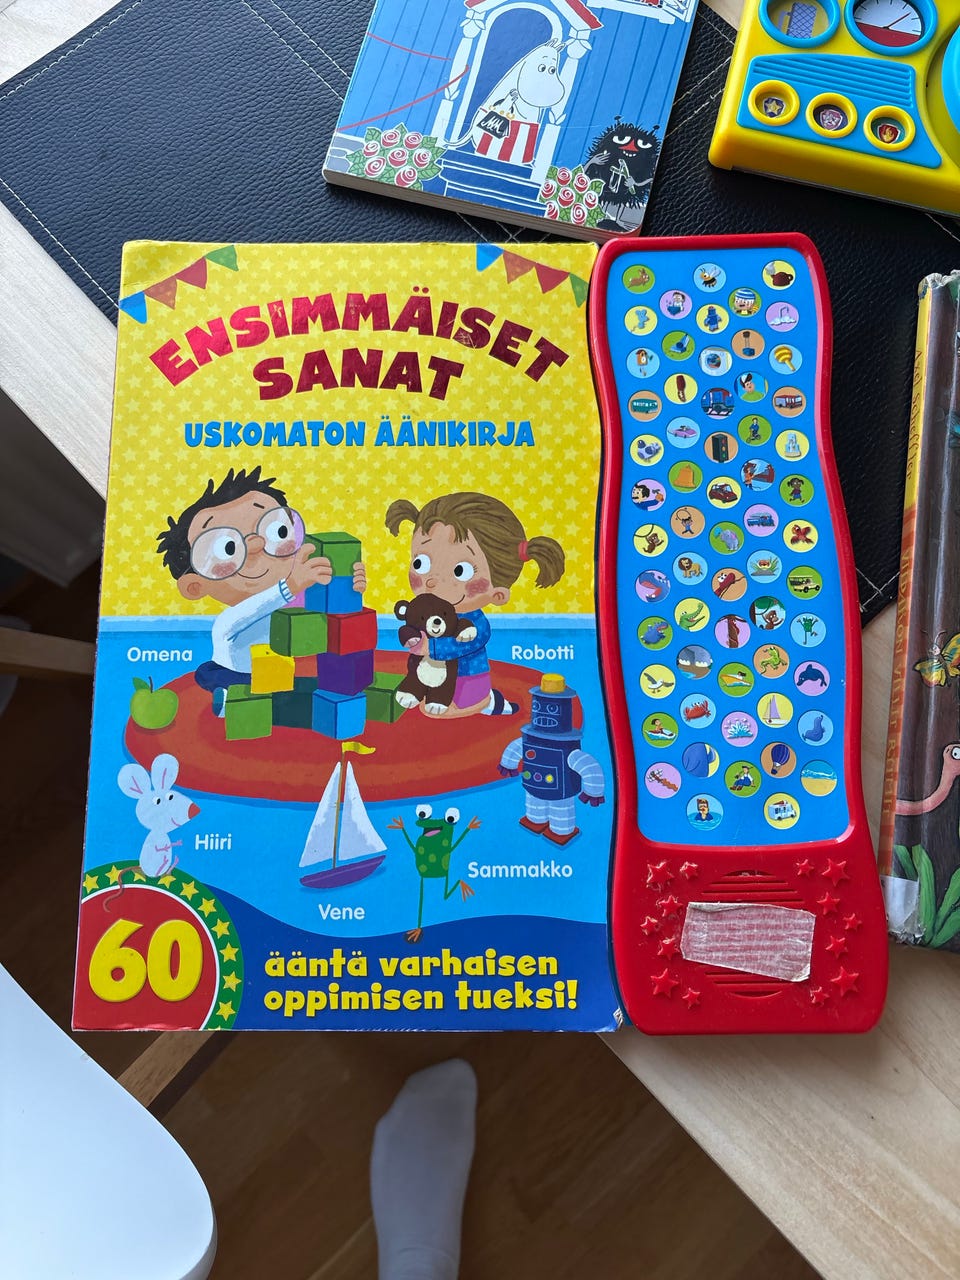 ENSIMMÄISET
SANAT
USKOMATON ÄÄNIKIRJA
Omena
Robotti
Hiiri
Sammakko
Vene
60
ääntä varhaisen
oppimisen tueksi!